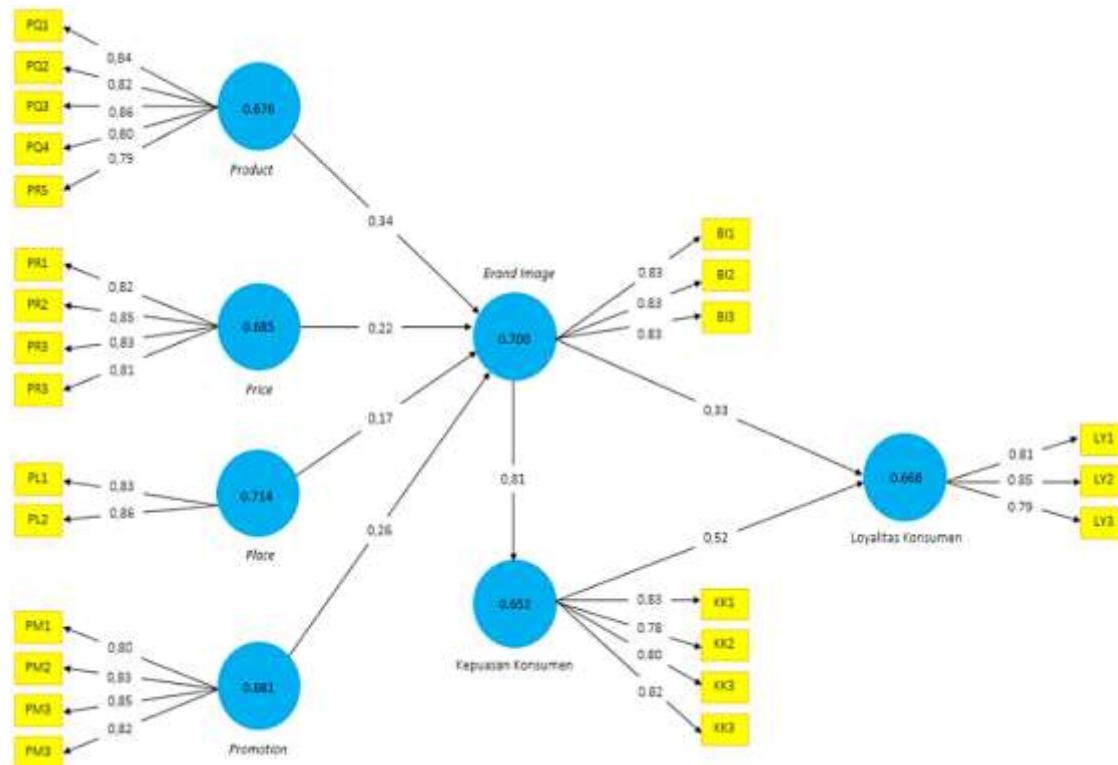 PQ1
PQ2
PQ3
PQ4
PR5
0,84
0,82
0,86
0,80
0,79
0.676
Product
0,34
PR1
PR2
PR3
PR3
0,82
0,85
0,83
0,81
0.685
Price
0,22
PL1
PL2
0,83
0,86
0.714
Place
0,17
PM1
PM2
PM3
PM3
0,80
0,83
0,85
0,82
0.681
Promotion
0,26
Brand Image
0.700
0.83
0.83
0.83
BI1
BI2
BI3
0,33
0,81
0.652
Kepuasan Konsumen
0,52
0.83
0.78
0.80
0.82
KK1
KK2
KK3
KK3
0.668
Loyalitas Konsumen
0.81
0.85
0.79
LY1
LY2
LY3